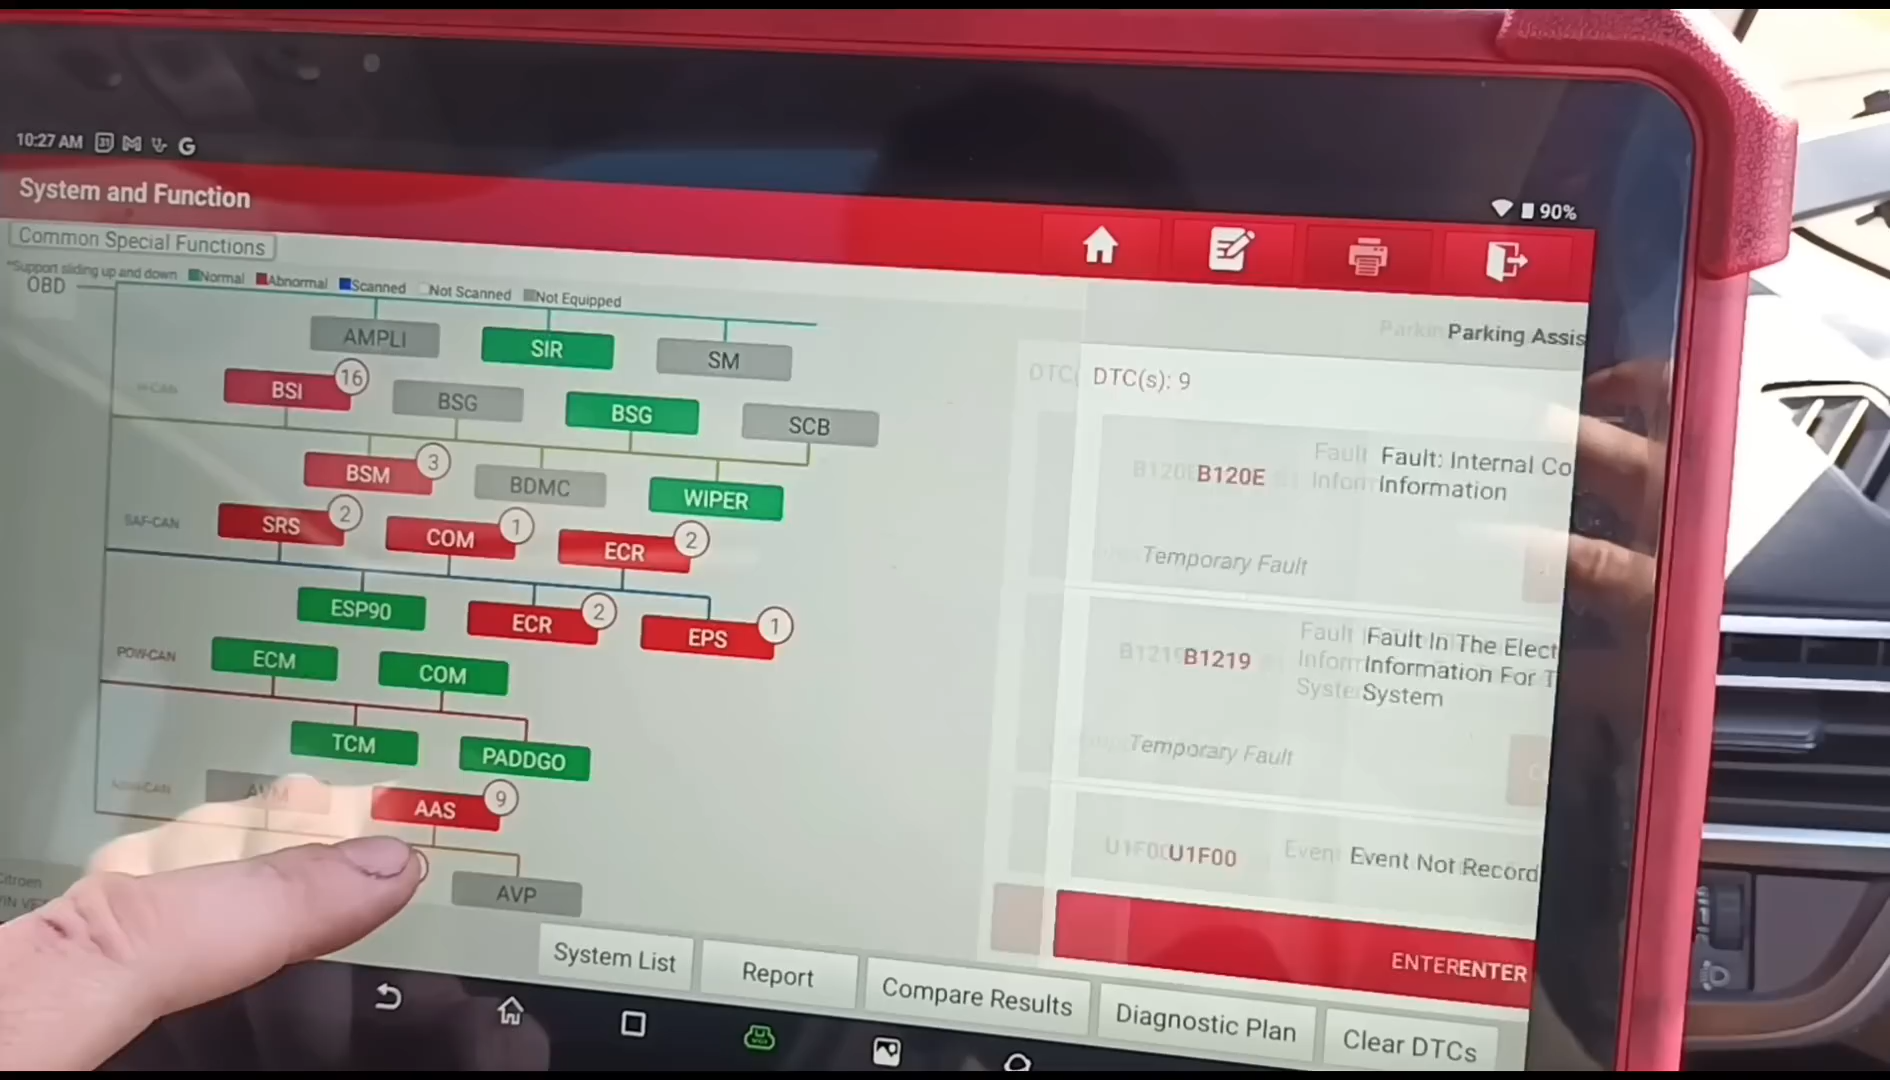 10:27 AM 31 G
90%
System and Function
Common Special Functions
*Support sliding up and down Normal Abnormal Scanned Not Scanned Not Equipped
OBD
AMPLI SIR SM
BSI 16 BSG BSG SCB
BSM 3 BDMC WIPER
SAF-CAN SRS 2 COM 1 ECR 2
ESP90 ECR 2 EPS 1
POW-CAN ECM COM
TCM PADDGO
AAS 9
AVP
Citroen
Parking Assis
DTC(s): 9
B120E Fault: Internal Co
Information
Temporary Fault
B1219 Fault In The Elect
Information For T
System
Temporary Fault
U1F00 Event Not Record
ENTER
System List Report Compare Results Diagnostic Plan Clear DTCs